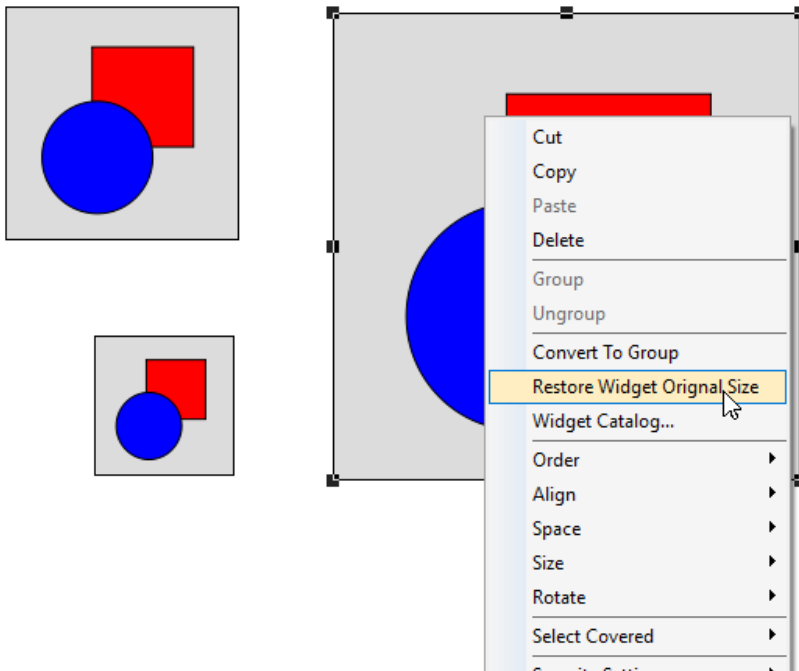 Cut
Copy
Paste
Delete
Group
Ungroup
Convert To Group
Restore Widget Orignal Size
Widget Catalog...
Order
Align
Space
Size
Rotate
Select Covered